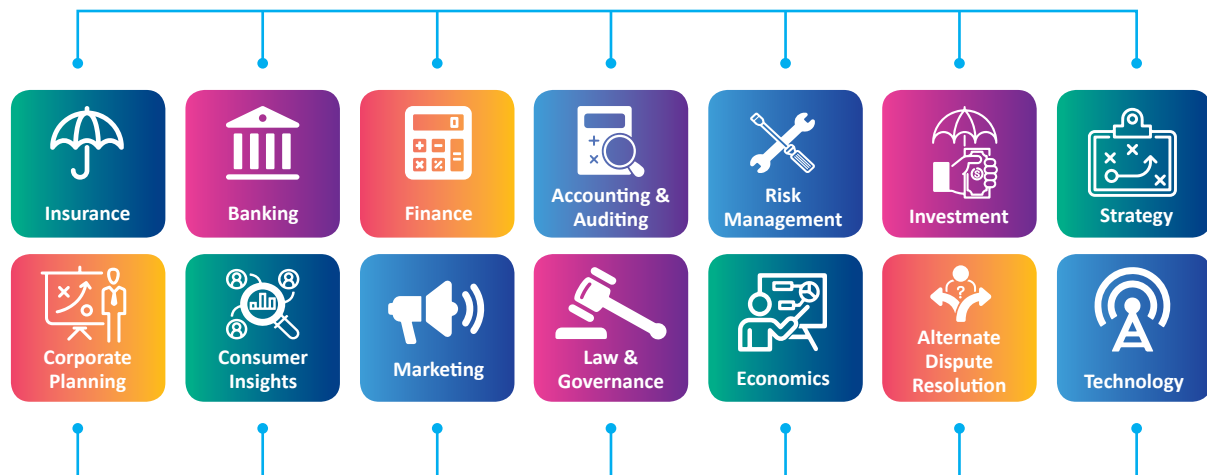 Insurance
Banking
Finance
Accounting &
Auditing
Risk
Management
Investment
Strategy
Corporate
Planning
Consumer
Insights
Marketing
Law &
Governance
Economics
?
Alternate
Dispute
Resolution
Technology